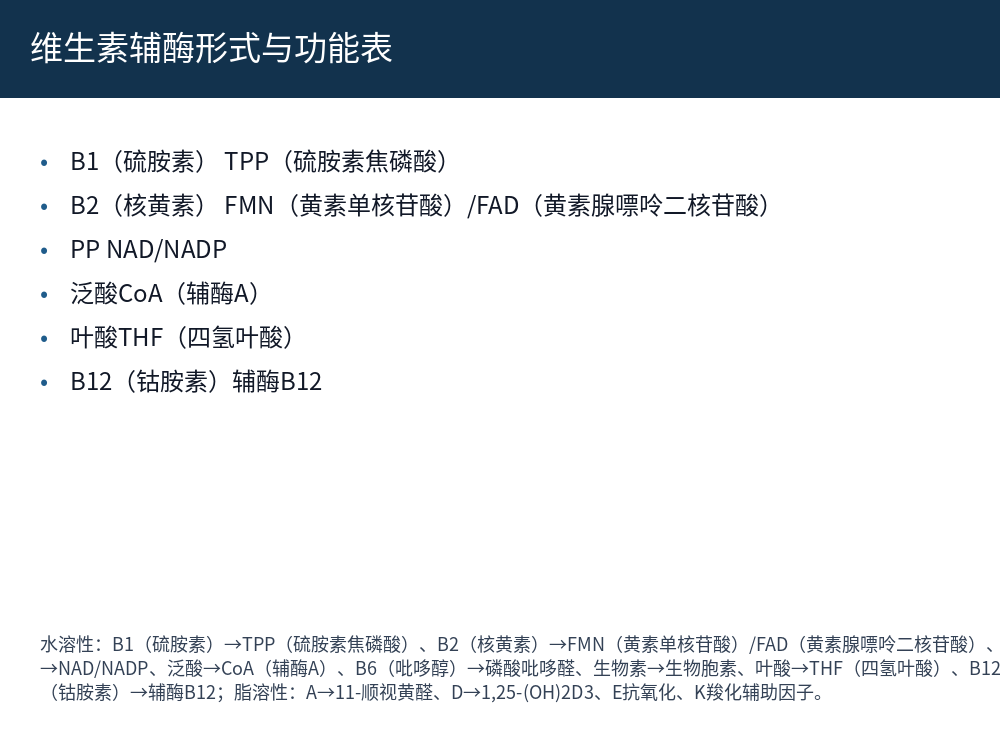 维生素辅酶形式与功能表
• B1（硫胺素） TPP（硫胺素焦磷酸）
• B2（核黄素） FMN（黄素单核苷酸）/FAD（黄素腺嘌呤二核苷酸）
• PP NAD/NADP
• 泛酸CoA（辅酶A）
• 叶酸THF（四氢叶酸）
• B12（钴胺素）辅酶B12
水溶性：B1（硫胺素）→TPP（硫胺素焦磷酸）、B2（核黄素）→FMN（黄素单核苷酸）/FAD（黄素腺嘌呤二核苷酸）、
→NAD/NADP、泛酸→CoA（辅酶A）、B6（吡哆醇）→磷酸吡哆醛、生物素→生物胞素、叶酸→THF（四氢叶酸）、B12
（钴胺素）→辅酶B12；脂溶性：A→11-顺视黄醛、D→1,25-(OH)2D3、E抗氧化、K羧化辅助因子。